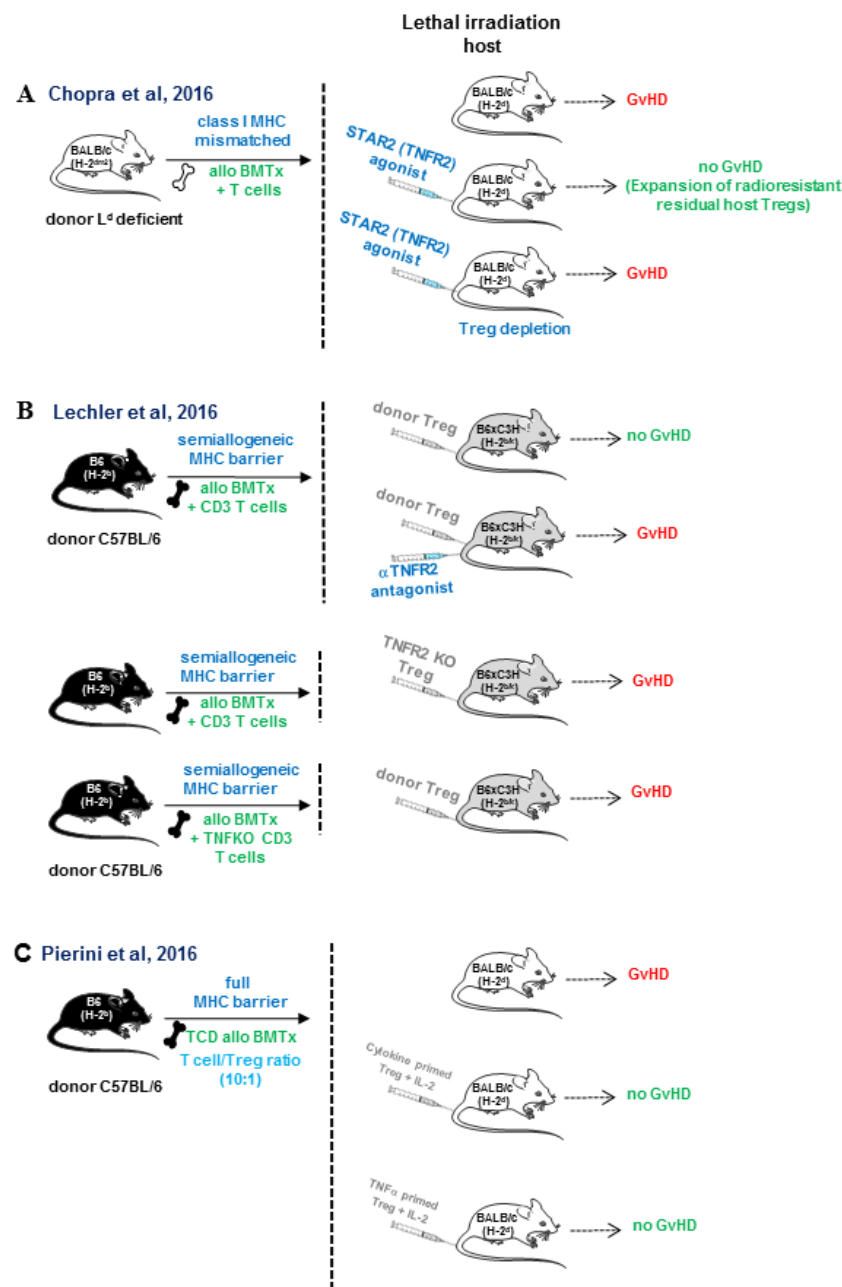 Lethal irradiation
host
A Chopra et al, 2016
class I MHC
mismatched
allo BMTx
+ T cells
BALB/c
(H-2dm2)
donor Lᵈ deficient
BALB/c
(H-2ᵈ)
GvHD
STAR2 (TNFR2)
agonist
BALB/c
(H-2ᵈ)
no GvHD
(Expansion of radioresistant
residual host Tregs)
STAR2 (TNFR2)
agonist
BALB/c
(H-2ᵈ)
GvHD
Treg depletion
B Lechler et al, 2016
semiallogeneic
MHC barrier
allo BMTx
+ CD3 T cells
B6
(H-2ᵇ)
donor C57BL/6
donor Treg
B6xC3H
(H-2ᵇ/ᵏ)
no GvHD
donor Treg
αTNFR2
antagonist
B6xC3H
(H-2ᵇ/ᵏ)
GvHD
semiallogeneic
MHC barrier
allo BMTx
+ CD3 T cells
B6
(H-2ᵇ)
TNFR2 KO
Treg
B6xC3H
(H-2ᵇ/ᵏ)
GvHD
semiallogeneic
MHC barrier
allo BMTx
+ TNFKO CD3
T cells
B6
(H-2ᵇ)
donor C57BL/6
donor Treg
B6xC3H
(H-2ᵇ/ᵏ)
GvHD
C Pierini et al, 2016
full
MHC barrier
TCD allo BMTx
T cell/Treg ratio
(10:1)
B6
(H-2ᵇ)
donor C57BL/6
BALB/c
(H-2ᵈ)
GvHD
Cytokine primed
Treg + IL-2
BALB/c
(H-2ᵈ)
no GvHD
TNFα primed
Treg + IL-2
BALB/c
(H-2ᵈ)
no GvHD